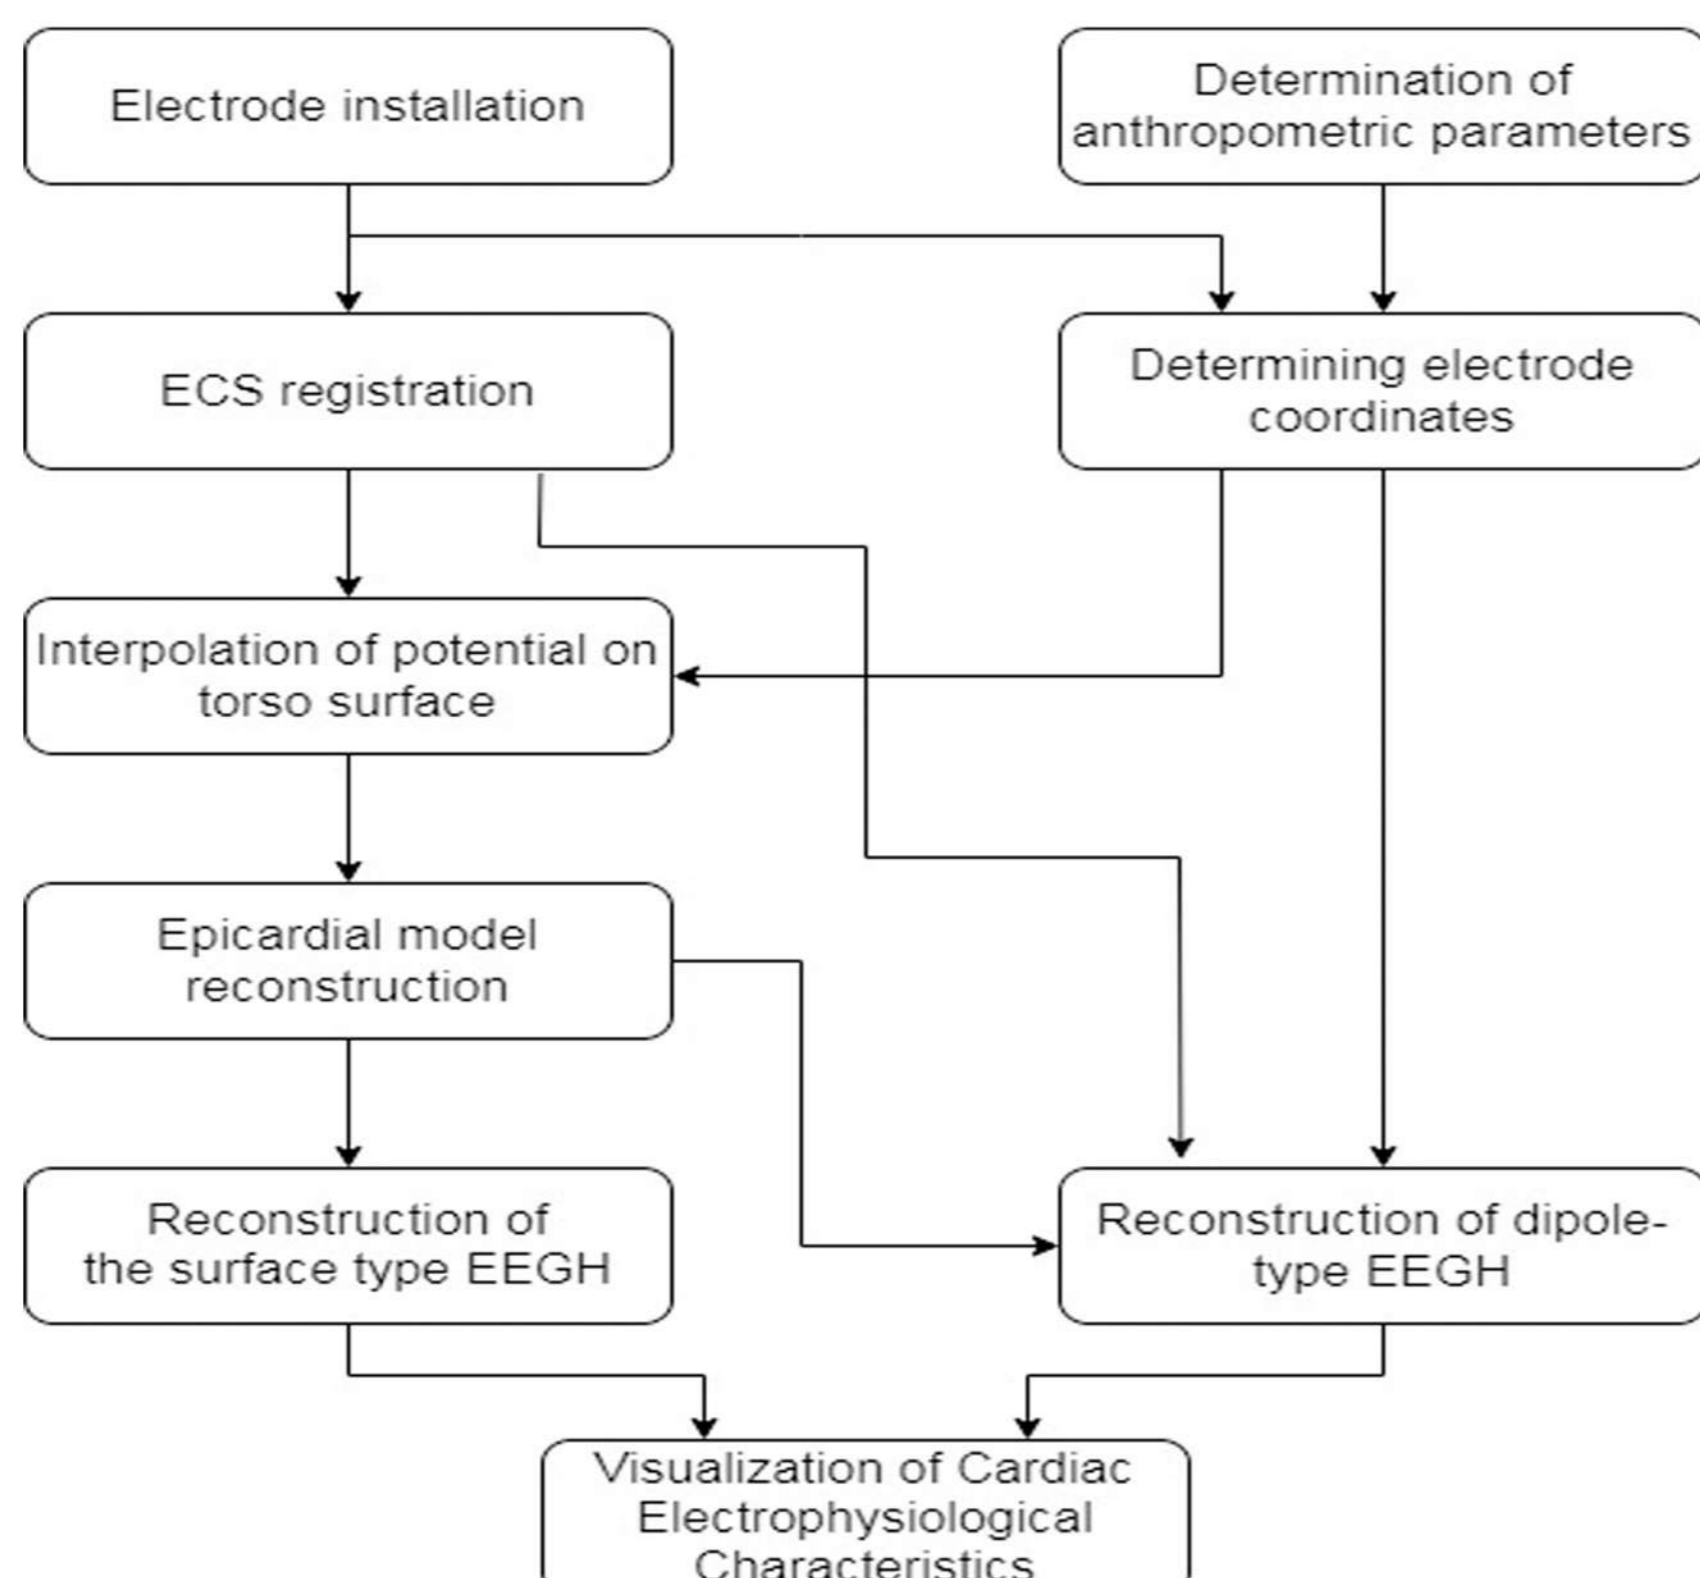 Electrode installation
Determination of
anthropometric parameters
ECS registration
Determining electrode
coordinates
Interpolation of potential on
torso surface
Epicardial model
reconstruction
Reconstruction of
the surface type EEGH
Reconstruction of dipole-
type EEGH
Visualization of Cardiac
Electrophysiological
Characteristics